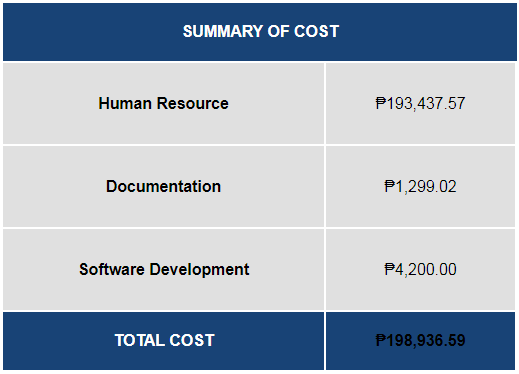 SUMMARY OF COST
Human Resource ₱193,437.57
Documentation ₱1,299.02
Software Development ₱4,200.00
TOTAL COST ₱198,936.59